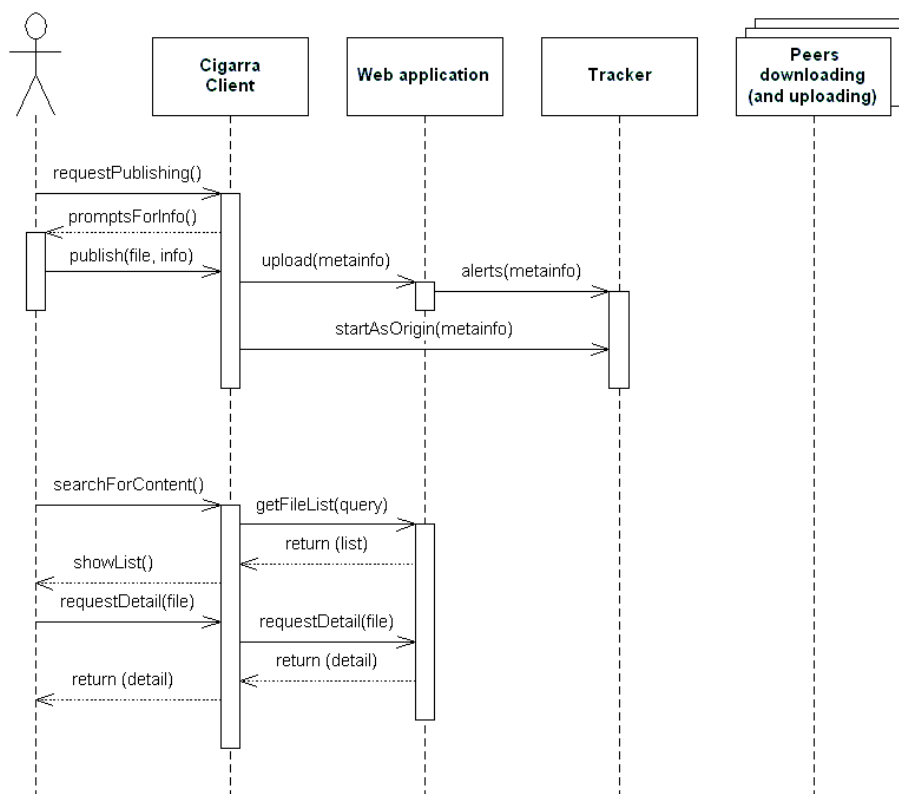 Cigarra
Client
Web application
Tracker
Peers
downloading
(and uploading)
requestPublishing()
promptsForInfo()
publish(file, info)
upload(metainfo)
alerts(metainfo)
startAsOrigin(metainfo)
searchForContent()
getFileList(query)
return (list)
showList()
requestDetail(file)
requestDetail(file)
return (detail)
return (detail)